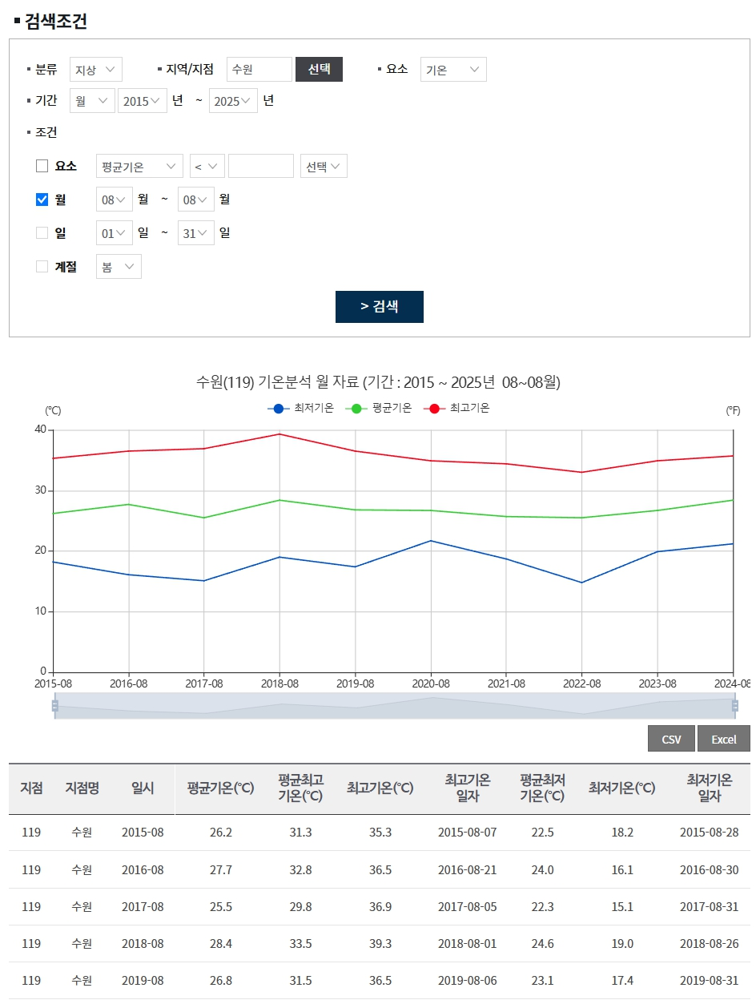 검색조건
분류 지상 지역/지점 수원 선택 요소 기온
기간 월 2015 년 ~ 2025 년
조건
요소 평균기온 < 선택
월 08 월 ~ 08 월
일 01 일 ~ 31 일
계절 봄
> 검색
수원(119) 기온분석 월 자료 (기간 : 2015 ~ 2025년 08~08월)
최저기온 평균기온 최고기온
(℃) (℉)
40
30
20
10
0
2015-08 2016-08 2017-08 2018-08 2019-08 2020-08 2021-08 2022-08 2023-08 2024-08
CSV Excel
지점 지점명 일시 평균기온(℃) 평균최고기온(℃) 최고기온(℃) 최고기온일자 평균최저기온(℃) 최저기온(℃) 최저기온일자
119 수원 2015-08 26.2 31.3 35.3 2015-08-07 22.5 18.2 2015-08-28
119 수원 2016-08 27.7 32.8 36.5 2016-08-21 24.0 16.1 2016-08-30
119 수원 2017-08 25.5 29.8 36.9 2017-08-05 22.3 15.1 2017-08-31
119 수원 2018-08 28.4 33.5 39.3 2018-08-01 24.6 19.0 2018-08-26
119 수원 2019-08 26.8 31.5 36.5 2019-08-06 23.1 17.4 2019-08-31